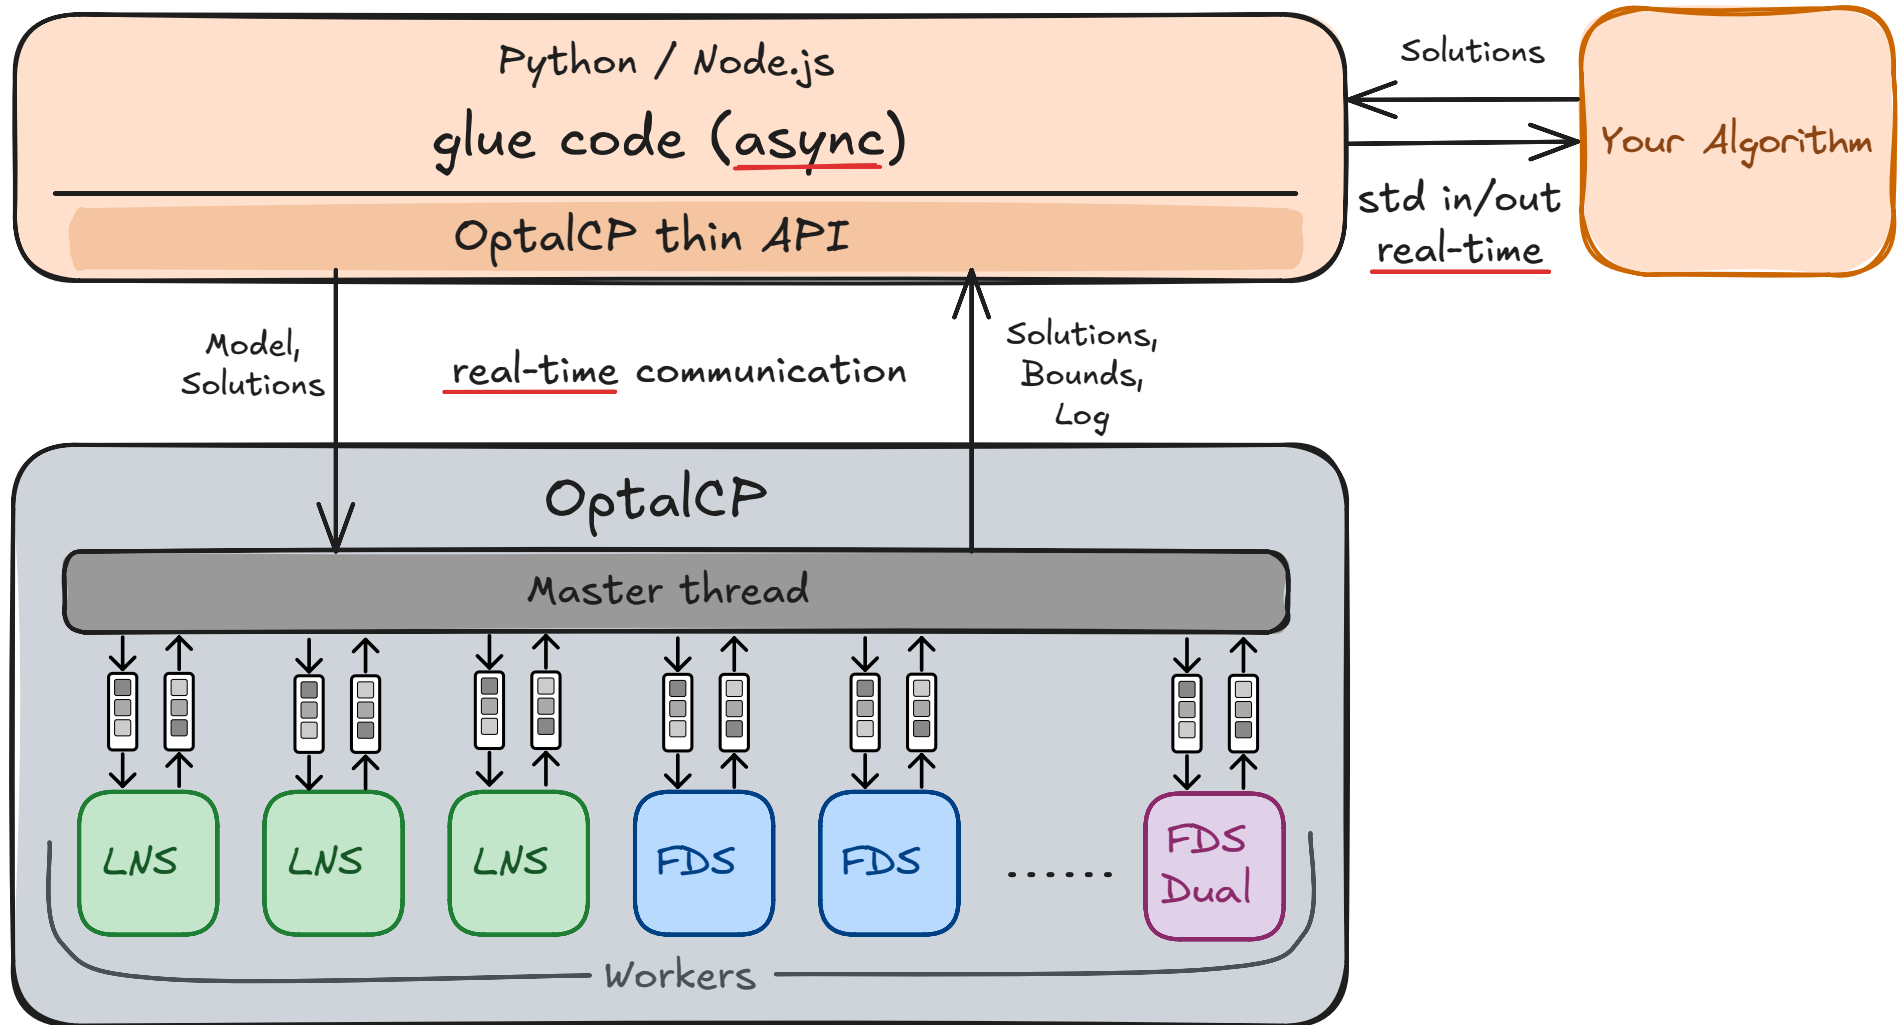 Python / Node.js
glue code (async)
OptalCP thin API
Solutions
std in/out
real-time
Your Algorithm
Model,
Solutions
real-time communication
Solutions,
Bounds,
Log
OptalCP
Master thread
LNS
LNS
LNS
FDS
FDS
......
FDS
Dual
Workers